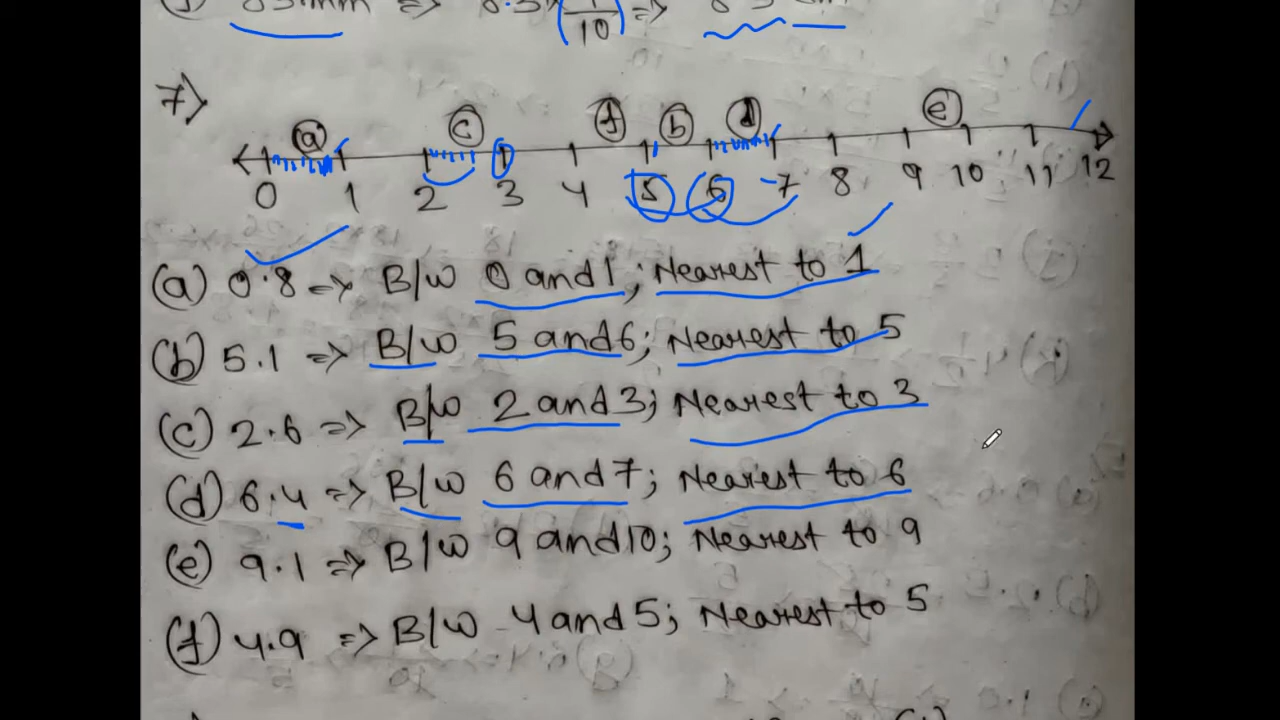 7>
(a) (c) (f) (b) (d) (e)
0 1 2 3 4 5 6 7 8 9 10 11 12
(a) 0.8 => B/W 0 and 1; Nearest to 1
(b) 5.1 => B/W 5 and 6; Nearest to 5
(c) 2.6 => B/W 2 and 3; Nearest to 3
(d) 6.4 => B/W 6 and 7; Nearest to 6
(e) 9.1 => B/W 9 and 10; Nearest to 9
(f) 4.9 => B/W 4 and 5; Nearest to 5